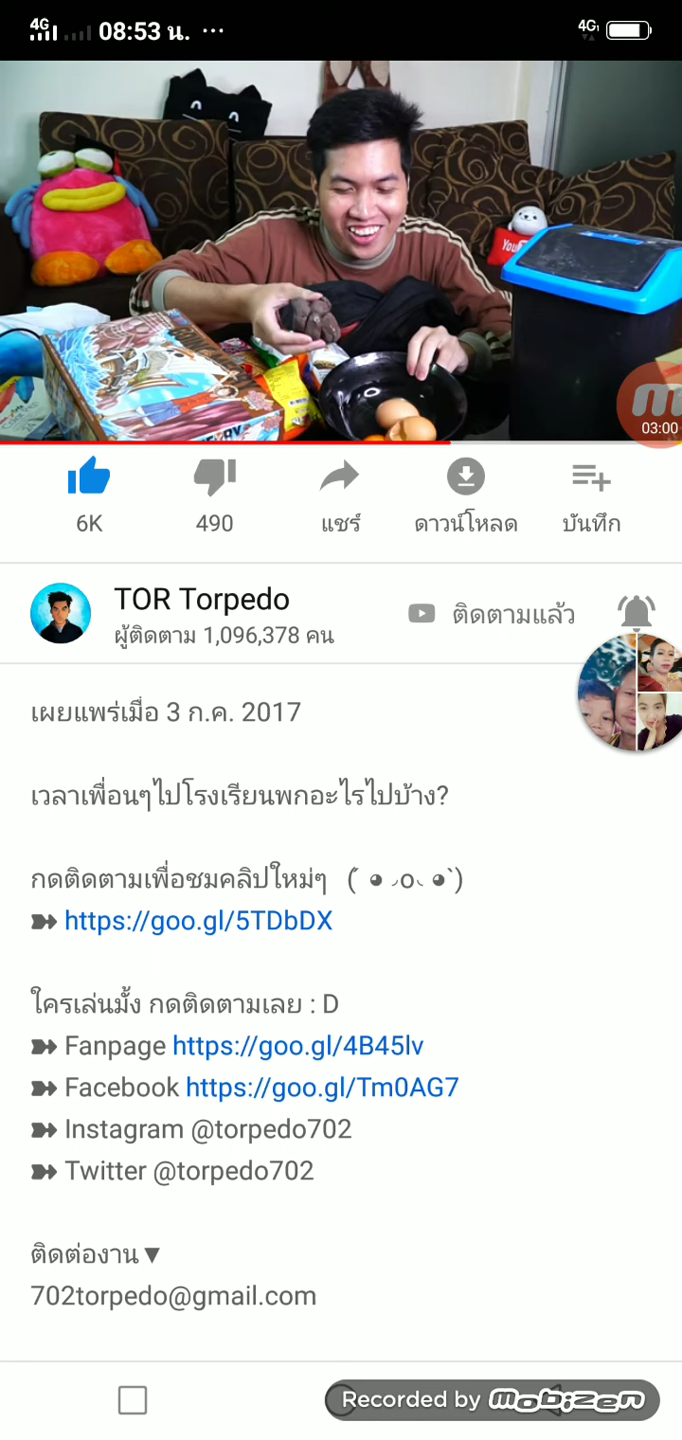 4G 08:53 น. ... 4G
YouTube
03:00
6K 490 แชร์ ดาวน์โหลด บันทึก
TOR Torpedo
ผู้ติดตาม 1,096,378 คน
ติดตามแล้ว
เผยแพร่เมื่อ 3 ก.ค. 2017
เวลาเพื่อนๆไปโรงเรียนพกอะไรไปบ้าง?
กดติดตามเพื่อชมคลิปใหม่ๆ (́ ◕ ◞o◟ ◕`)
➽ https://goo.gl/5TDbDX
ใครเล่นมั้ง กดติดตามเลย : D
➽ Fanpage https://goo.gl/4B45lv
➽ Facebook https://goo.gl/Tm0AG7
➽ Instagram @torpedo702
➽ Twitter @torpedo702
ติดต่องาน▼
702torpedo@gmail.com
Recorded by mobizen